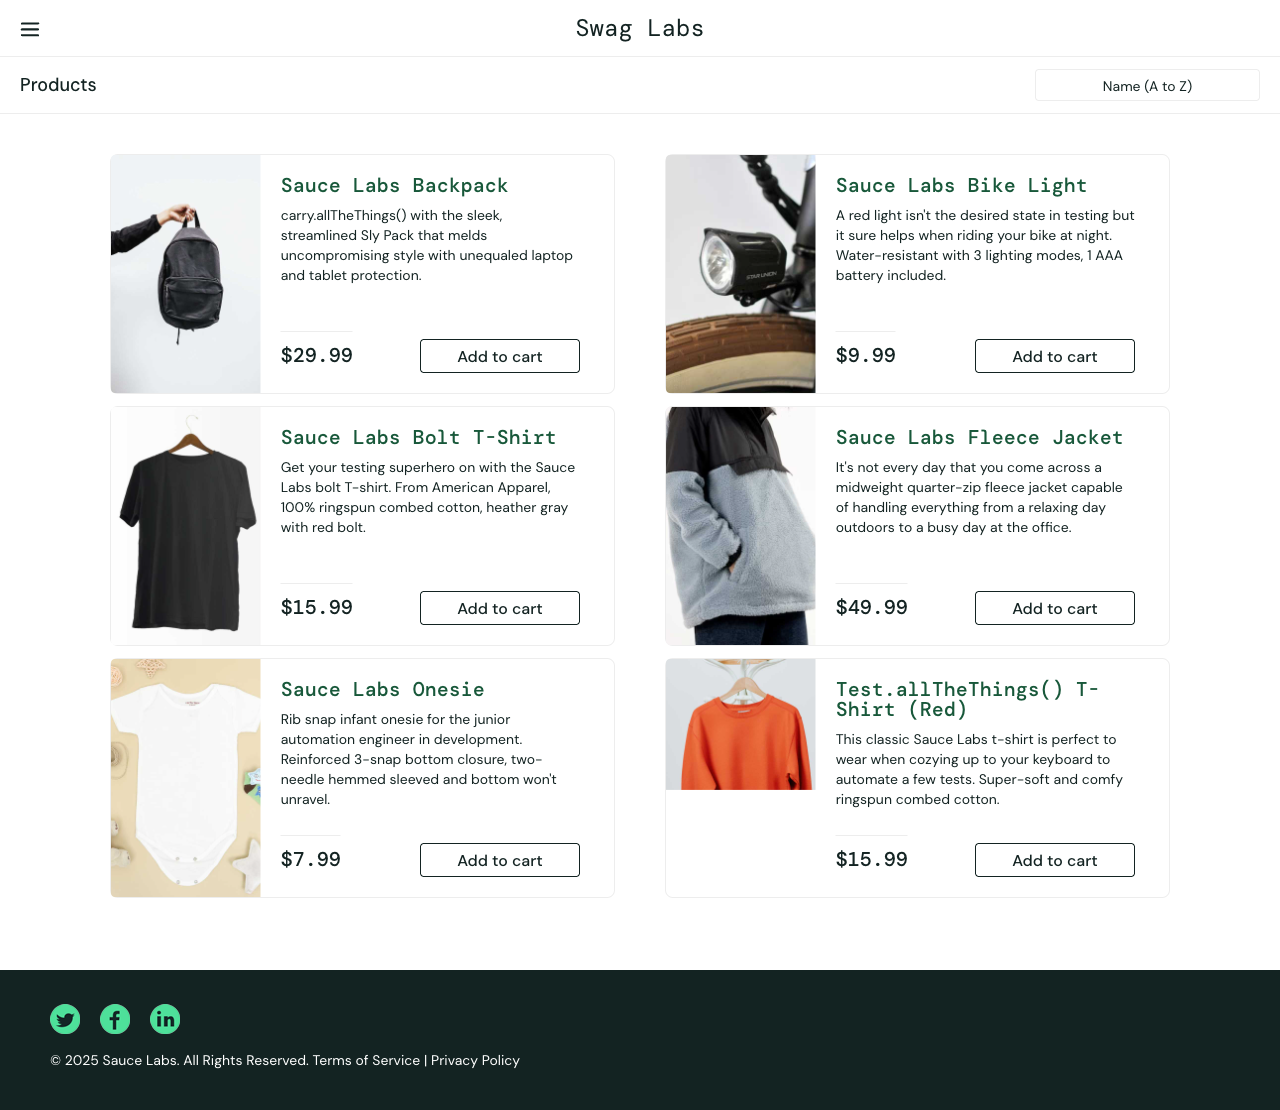 Swag Labs
Products
Name (A to Z)
Sauce Labs Backpack
carry.allTheThings() with the sleek,
streamlined Sly Pack that melds
uncompromising style with unequaled laptop
and tablet protection.
$29.99
Add to cart
Sauce Labs Bike Light
A red light isn't the desired state in testing but
it sure helps when riding your bike at night.
Water-resistant with 3 lighting modes, 1 AAA
battery included.
$9.99
Add to cart
STAR UNION
Sauce Labs Bolt T-Shirt
Get your testing superhero on with the Sauce
Labs bolt T-shirt. From American Apparel,
100% ringspun combed cotton, heather gray
with red bolt.
$15.99
Add to cart
Sauce Labs Fleece Jacket
It's not every day that you come across a
midweight quarter-zip fleece jacket capable
of handling everything from a relaxing day
outdoors to a busy day at the office.
$49.99
Add to cart
Sauce Labs Onesie
Rib snap infant onesie for the junior
automation engineer in development.
Reinforced 3-snap bottom closure, two-
needle hemmed sleeved and bottom won't
unravel.
$7.99
Add to cart
Test.allTheThings() T-
Shirt (Red)
This classic Sauce Labs t-shirt is perfect to
wear when cozying up to your keyboard to
automate a few tests. Super-soft and comfy
ringspun combed cotton.
$15.99
Add to cart
© 2025 Sauce Labs. All Rights Reserved. Terms of Service | Privacy Policy